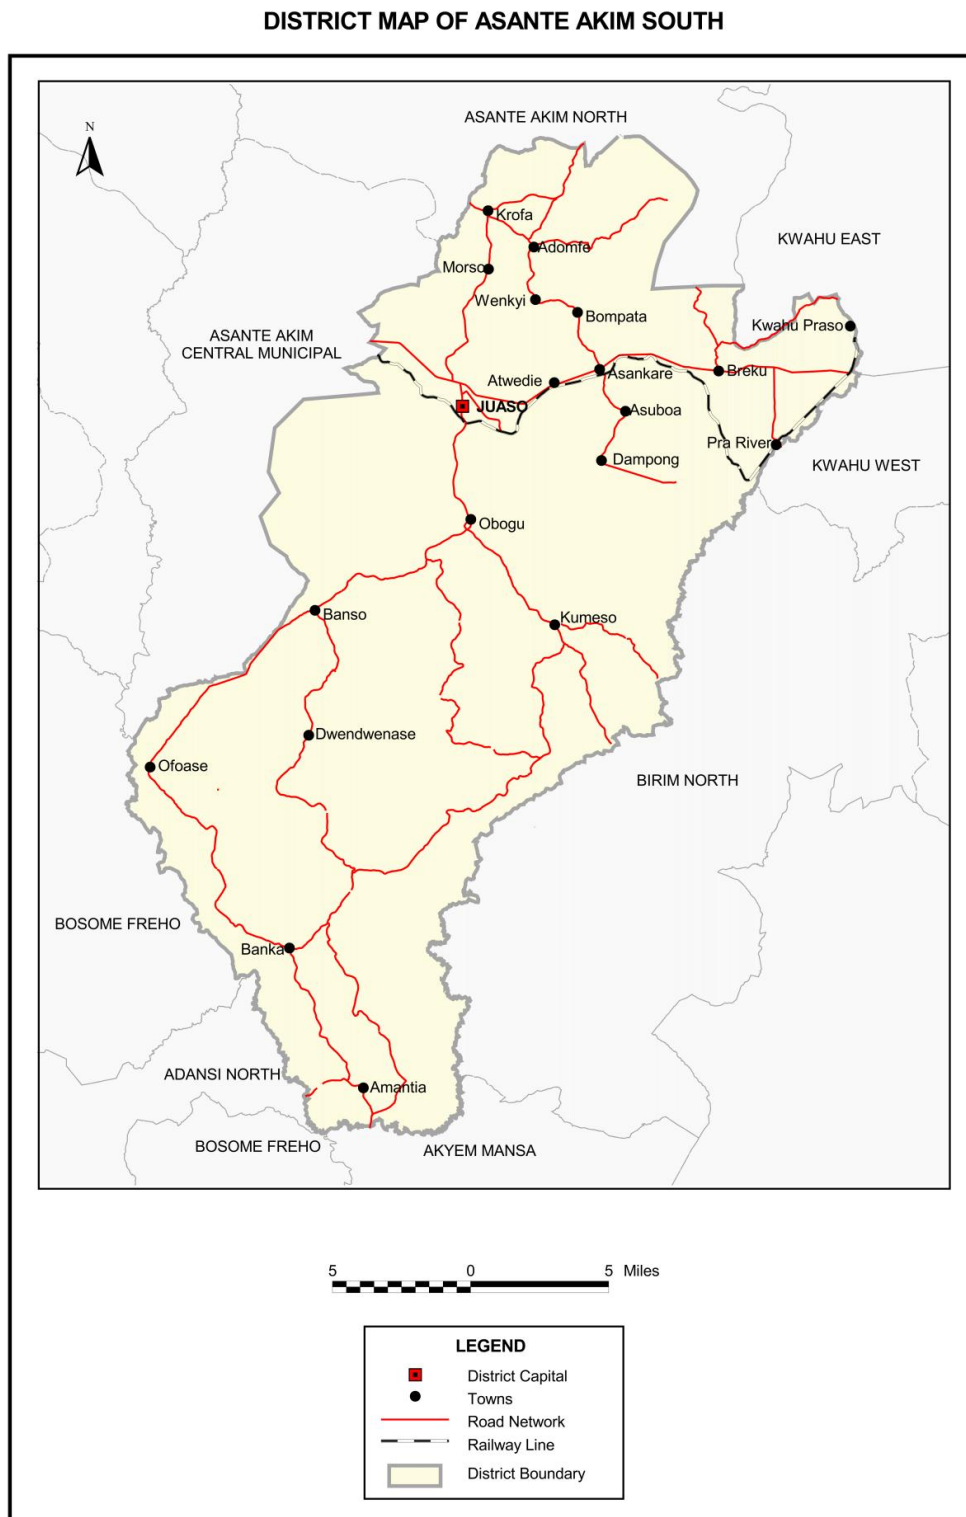 DISTRICT MAP OF ASANTE AKIM SOUTH
N
ASANTE AKIM NORTH
Krofa
KWAHU EAST
Adomfe
Morso
Wenkyi
Bompata
Kwahu Praso
ASANTE AKIM
CENTRAL MUNICIPAL
Atwedie
Asankare
Breku
JUASO
Asuboa
Pra River
Dampong
KWAHU WEST
Obogu
Banso
Kumeso
Dwendwenase
Ofoase
BIRIM NORTH
BOSOME FREHO
Banka
ADANSI NORTH
Amantia
BOSOME FREHO
AKYEM MANSA
5 0 5 Miles
LEGEND
District Capital
Towns
Road Network
Railway Line
District Boundary